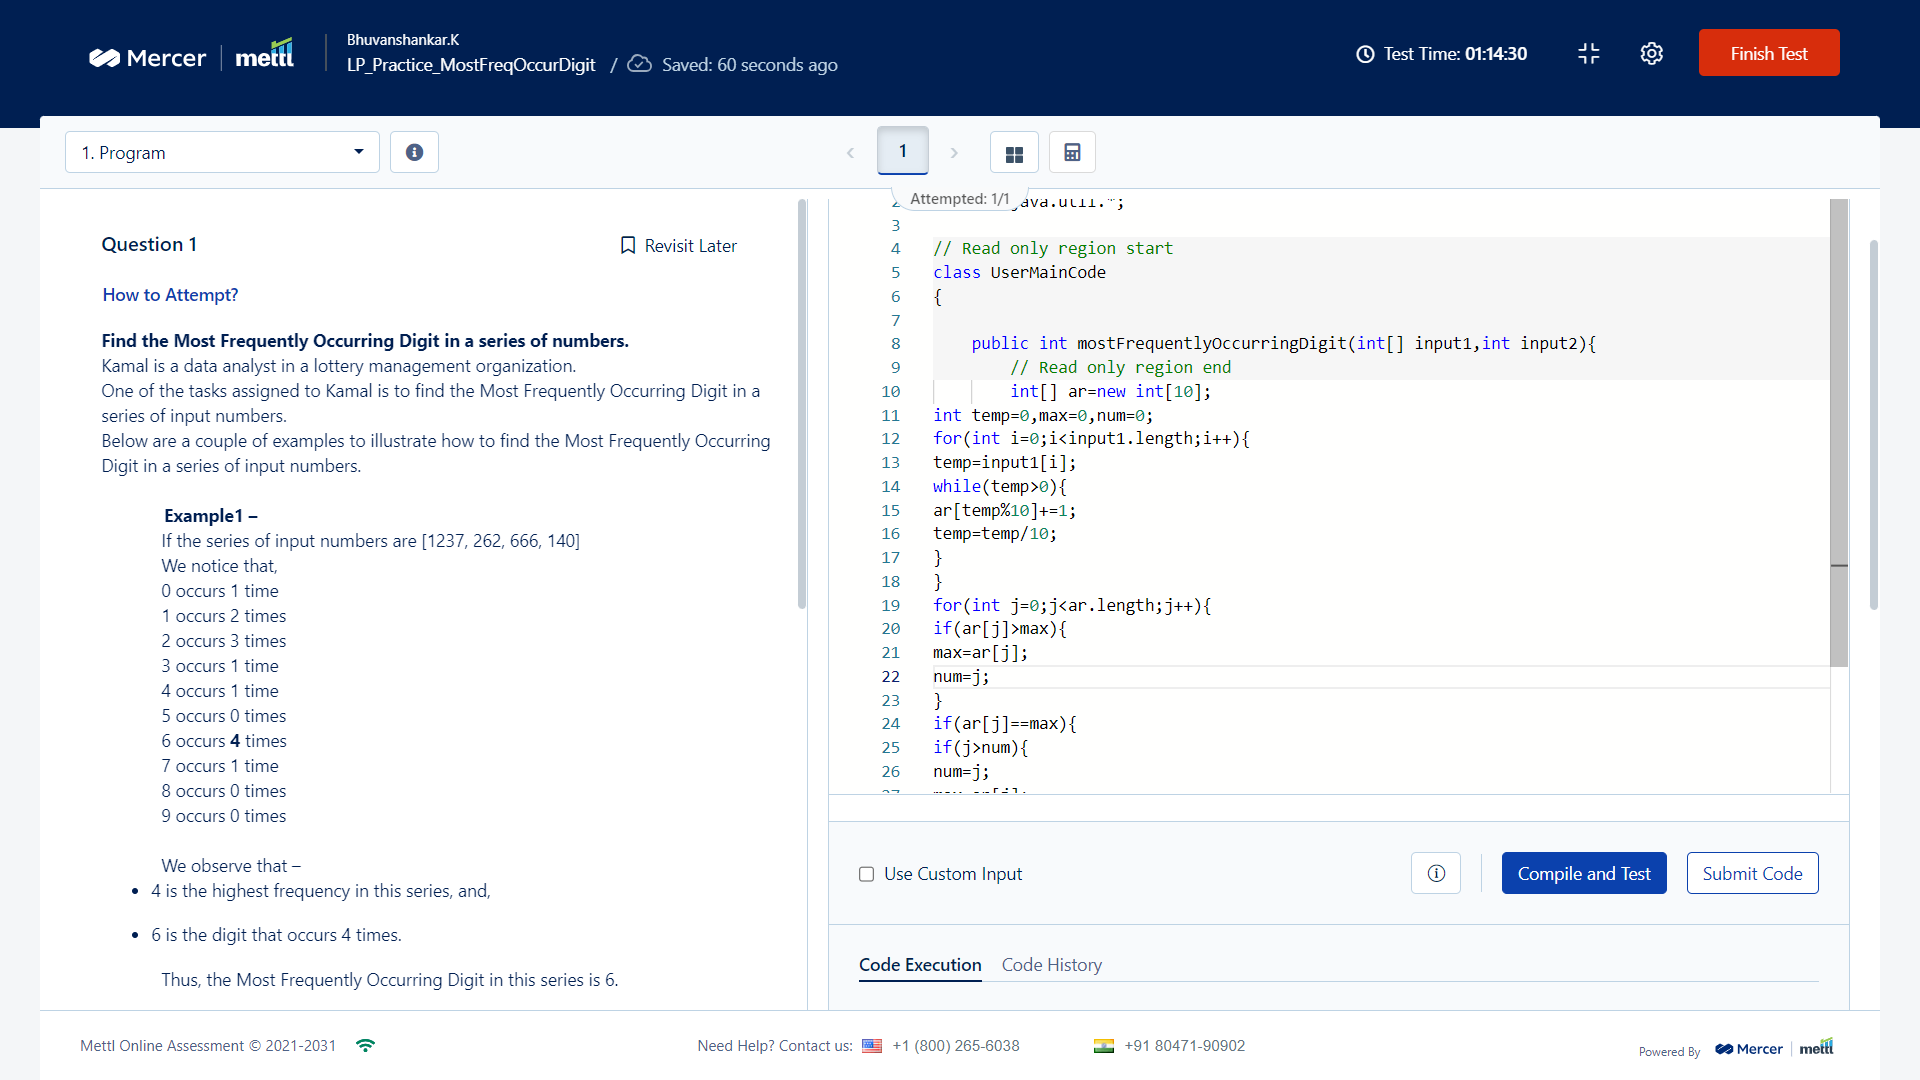 Mercer mettl
Bhuvanshankar.K
LP_Practice_MostFreqOccurDigit / Saved: 60 seconds ago
Test Time: 01:14:30
Finish Test
1. Program
1
Attempted: 1/1
Question 1
Revisit Later
How to Attempt?
Find the Most Frequently Occurring Digit in a series of numbers.
Kamal is a data analyst in a lottery management organization.
One of the tasks assigned to Kamal is to find the Most Frequently Occurring Digit in a
series of input numbers.
Below are a couple of examples to illustrate how to find the Most Frequently Occurring
Digit in a series of input numbers.
Example1 –
If the series of input numbers are [1237, 262, 666, 140]
We notice that,
0 occurs 1 time
1 occurs 2 times
2 occurs 3 times
3 occurs 1 time
4 occurs 1 time
5 occurs 0 times
6 occurs 4 times
7 occurs 1 time
8 occurs 0 times
9 occurs 0 times
We observe that –
• 4 is the highest frequency in this series, and,
• 6 is the digit that occurs 4 times.
Thus, the Most Frequently Occurring Digit in this series is 6.
2 java.util.*;
3
4 // Read only region start
5 class UserMainCode
6 {
7
8 public int mostFrequentlyOccurringDigit(int[] input1,int input2){
9 // Read only region end
10 int[] ar=new int[10];
11 int temp=0,max=0,num=0;
12 for(int i=0;i<input1.length;i++){
13 temp=input1[i];
14 while(temp>0){
15 ar[temp%10]+=1;
16 temp=temp/10;
17 }
18 }
19 for(int j=0;j<ar.length;j++){
20 if(ar[j]>max){
21 max=ar[j];
22 num=j;
23 }
24 if(ar[j]==max){
25 if(j>num){
26 num=j;
27 max=ar[j];
Use Custom Input
Compile and Test
Submit Code
Code Execution
Code History
Mettl Online Assessment © 2021-2031
Need Help? Contact us: +1 (800) 265-6038
+91 80471-90902
Powered By Mercer mettl